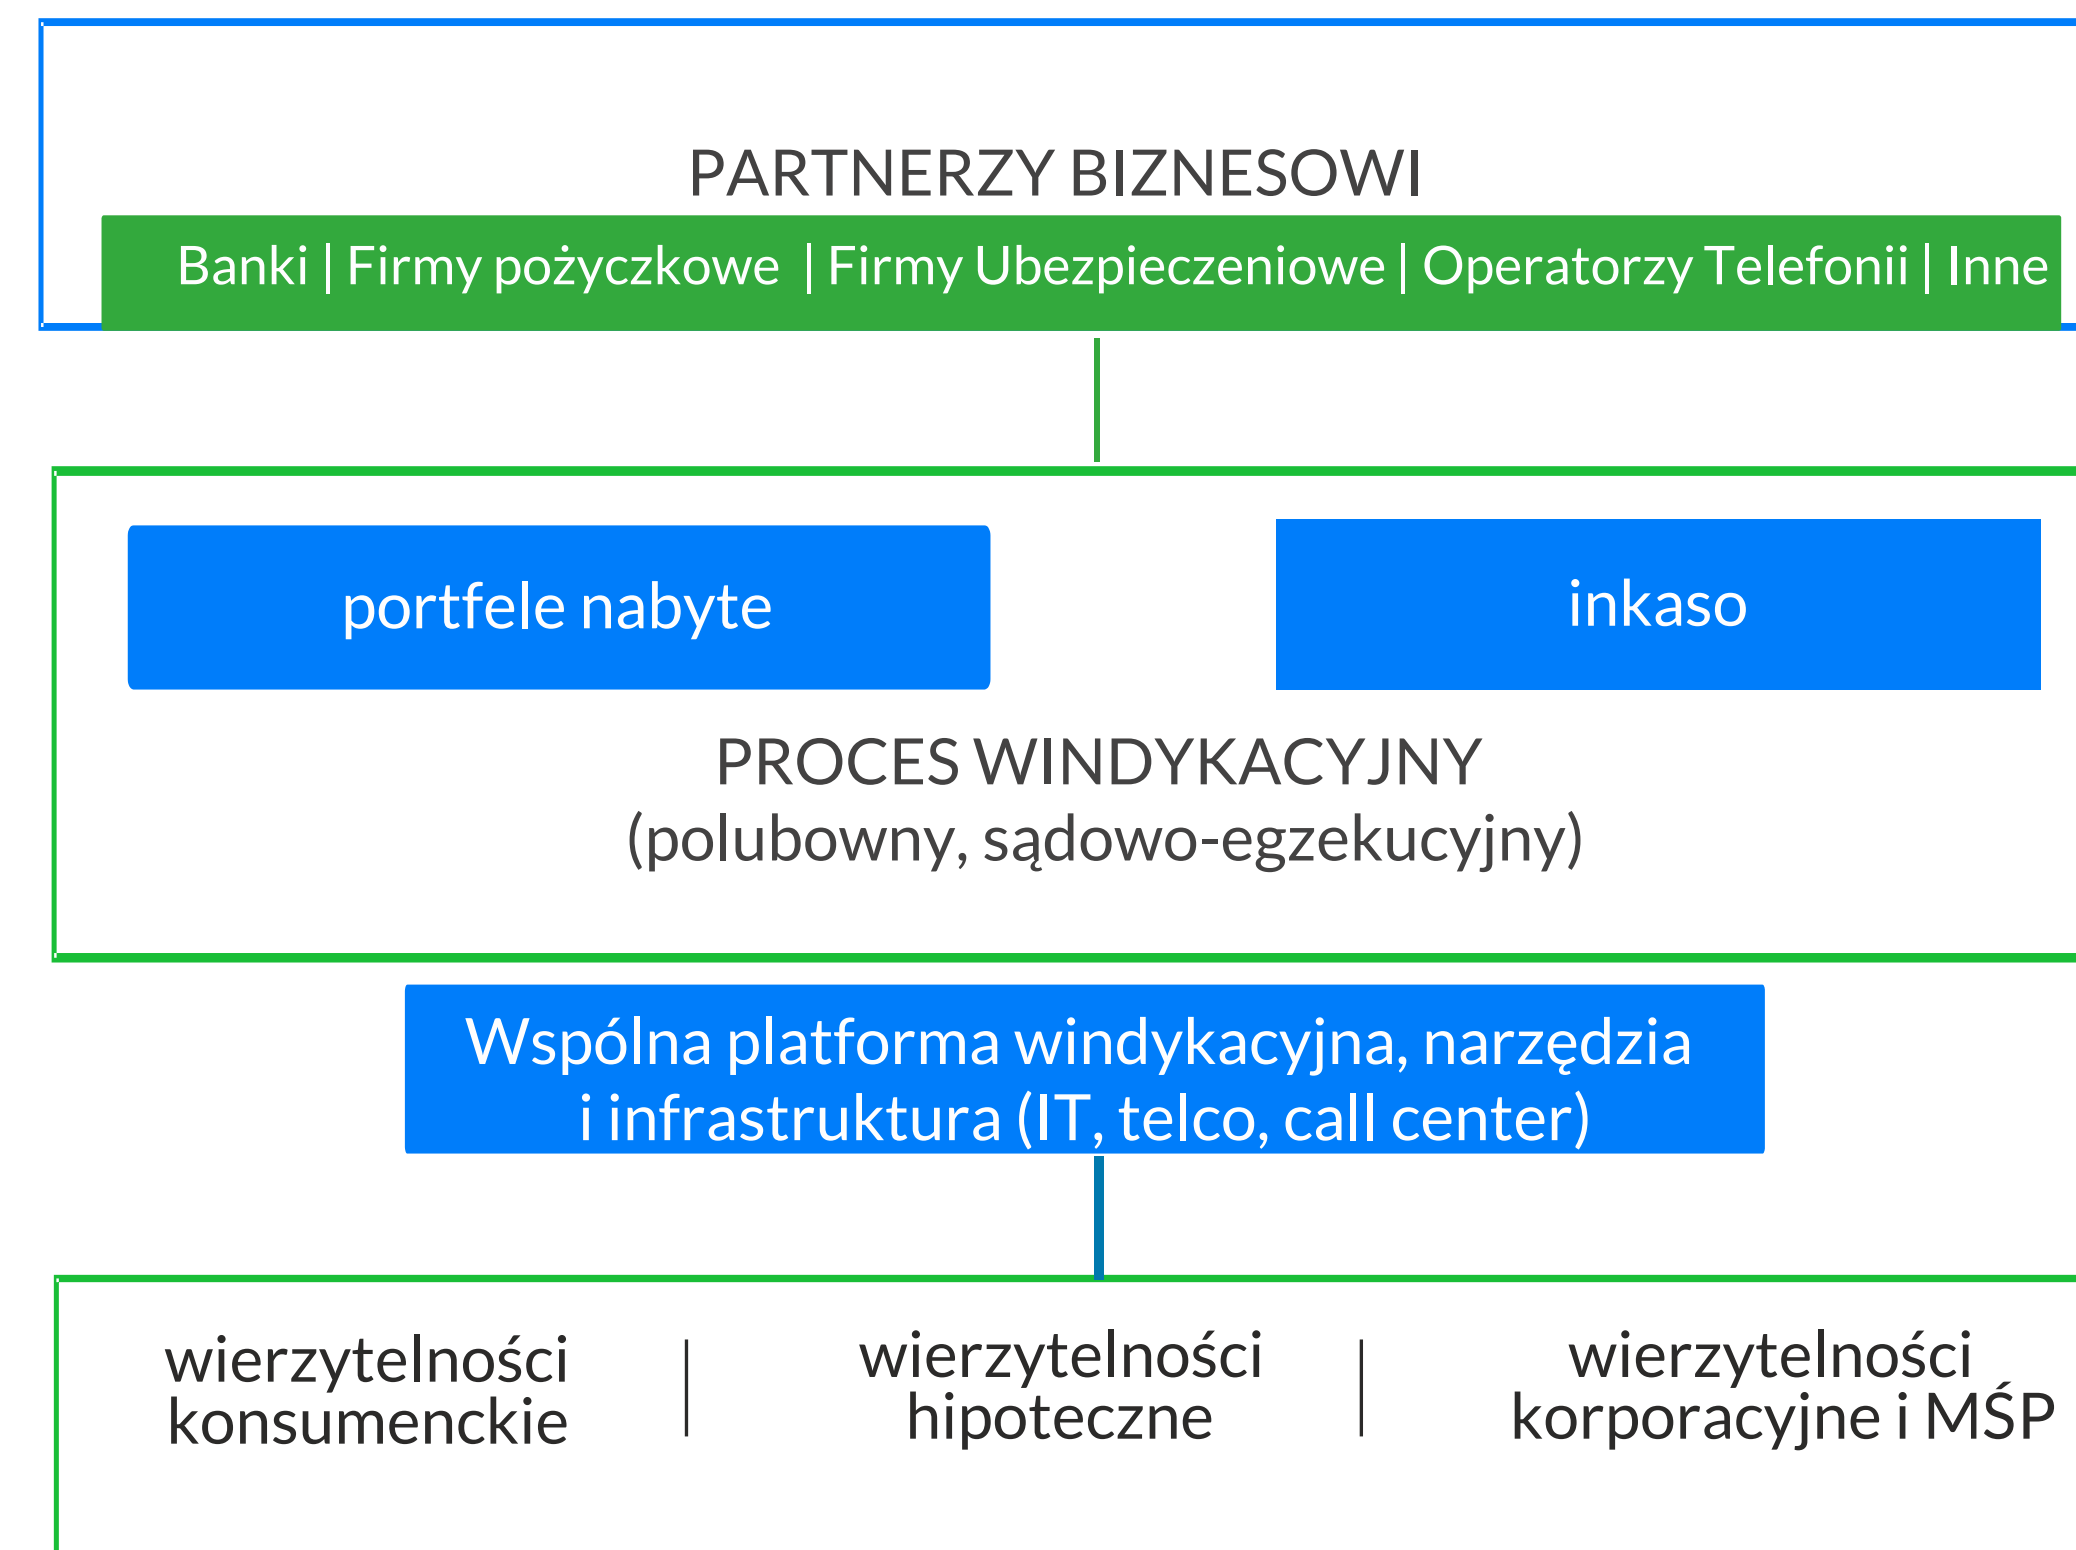 PARTNERZY BIZNESOWI
Banki | Firmy pożyczkowe | Firmy Ubezpieczeniowe | Operatorzy Telefonii | Inne
portfele nabyte
inkaso
PROCES WINDYKACYJNY
(polubowny, sądowo-egzekucyjny)
Wspólna platforma windykacyjna, narzędzia
i infrastruktura (IT, telco, call center)
wierzytelności
konsumenckie
wierzytelności
hipoteczne
wierzytelności
korporacyjne i MŚP